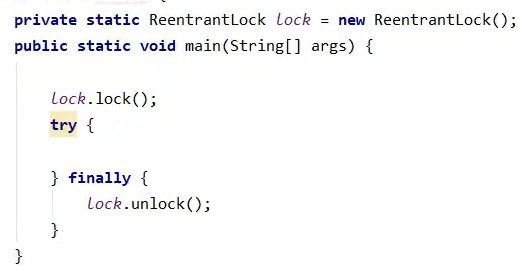 private static ReentrantLock lock = new ReentrantLock();
public static void main(String[] args) {
lock.lock();
try {
} finally {
lock.unlock();
}
}